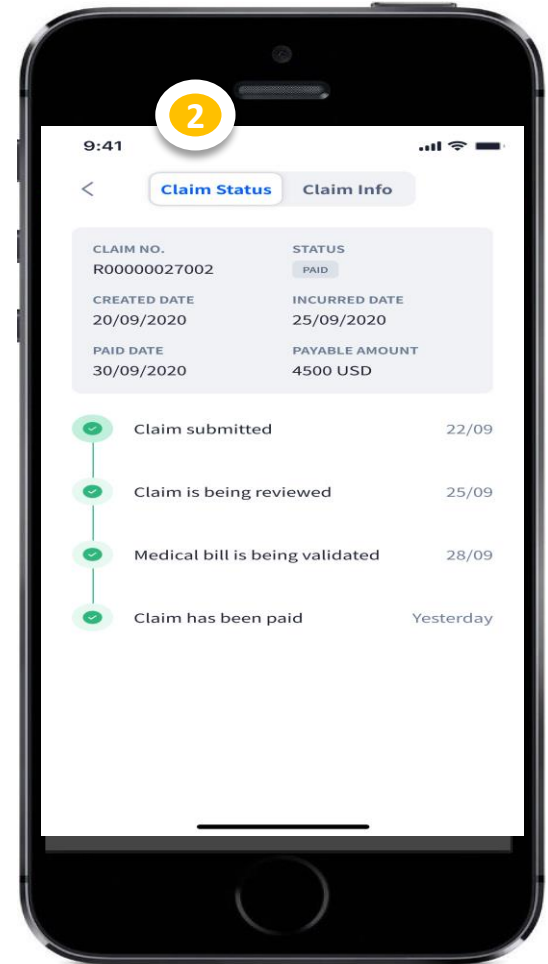 2
9:41
Claim Status Claim Info
CLAIM NO. STATUS
R00000027002 PAID
CREATED DATE INCURRED DATE
20/09/2020 25/09/2020
PAID DATE PAYABLE AMOUNT
30/09/2020 4500 USD
Claim submitted 22/09
Claim is being reviewed 25/09
Medical bill is being validated 28/09
Claim has been paid Yesterday